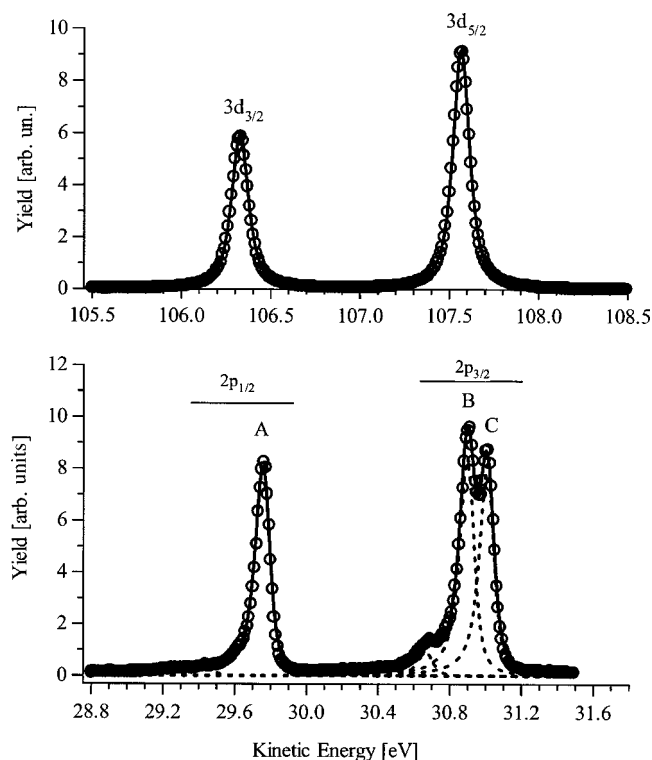 3d5/2
10
8
3d3/2
6
Yield [arb. un.]
4
2
0
105.5 106.0 106.5 107.0 107.5 108.0 108.5
12
2p1/2 2p3/2
10
B
A C
8
6
Yield [arb. units]
4
2
0
28.8 29.2 29.6 30.0 30.4 30.8 31.2 31.6
Kinetic Energy [eV]